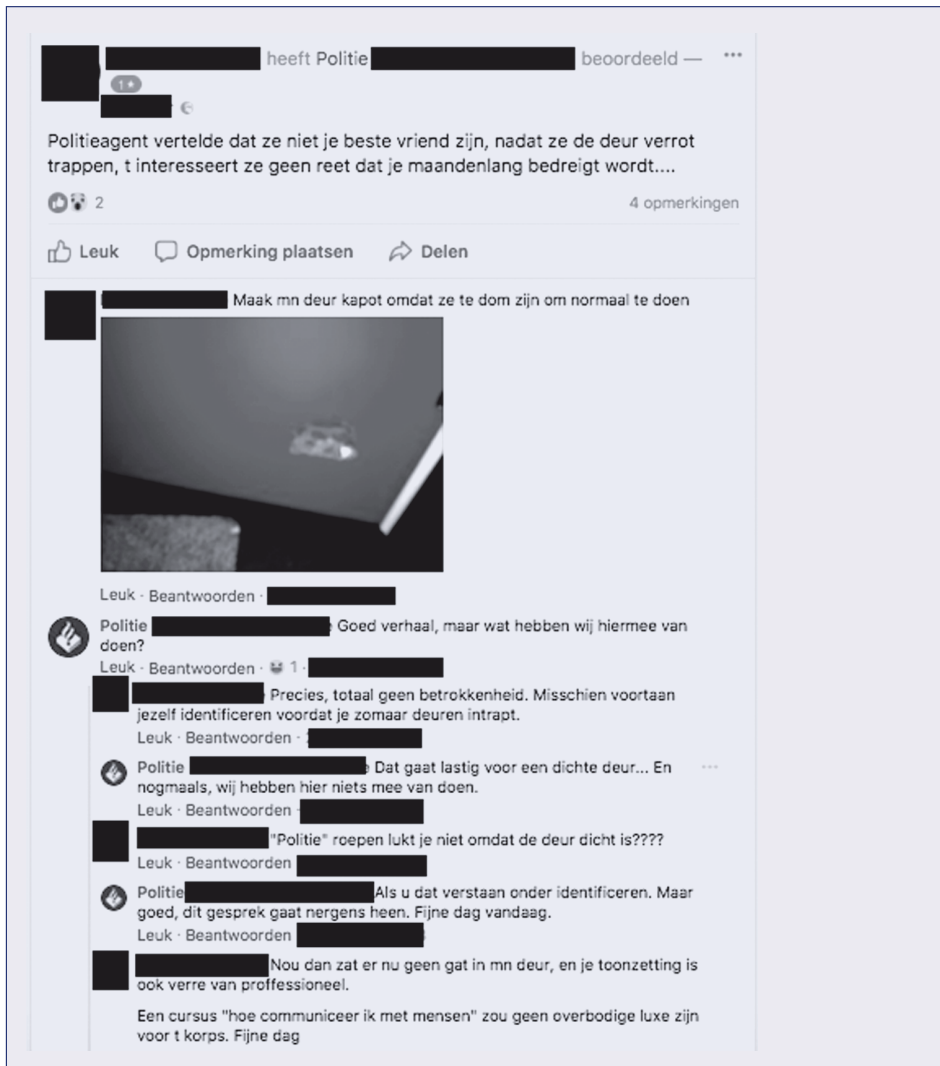 heeft Politie beoordeeld —
1★
Politieagent vertelde dat ze niet je beste vriend zijn, nadat ze de deur verrot
trappen, t interesseert ze geen reet dat je maandenlang bedreigt wordt....
2
4 opmerkingen
Leuk Opmerking plaatsen Delen
Maak mn deur kapot omdat ze te dom zijn om normaal te doen
Leuk · Beantwoorden ·
Politie Goed verhaal, maar wat hebben wij hiermee van
doen?
Leuk · Beantwoorden · 1 ·
Precies, totaal geen betrokkenheid. Misschien voortaan
jezelf identificeren voordat je zomaar deuren intrapt.
Leuk · Beantwoorden ·
Politie Dat gaat lastig voor een dichte deur... En
nogmaals, wij hebben hier niets mee van doen.
Leuk · Beantwoorden ·
"Politie" roepen lukt je niet omdat de deur dicht is????
Leuk · Beantwoorden
Politie Als u dat verstaan onder identificeren. Maar
goed, dit gesprek gaat nergens heen. Fijne dag vandaag.
Leuk · Beantwoorden
Nou dan zat er nu geen gat in mn deur, en je toonzetting is
ook verre van proffessioneel.
Een cursus "hoe communiceer ik met mensen" zou geen overbodige luxe zijn
voor t korps. Fijne dag